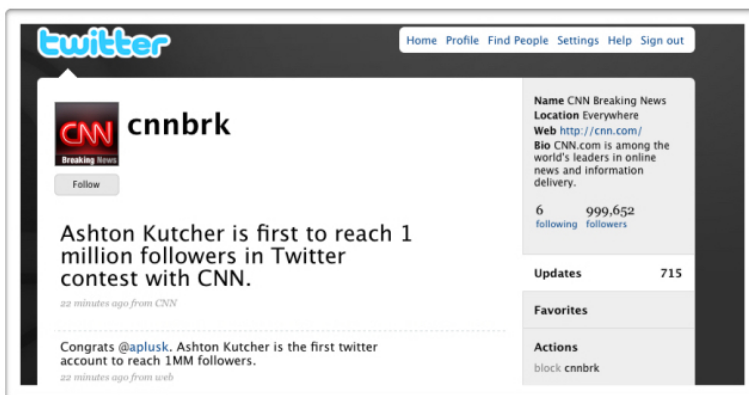 twitter
Home Profile Find People Settings Help Sign out
CNN
Breaking News
cnnbrk
Follow
Ashton Kutcher is first to reach 1
million followers in Twitter
contest with CNN.
22 minutes ago from CNN
Congrats @aplusk. Ashton Kutcher is the first twitter
account to reach 1MM followers.
22 minutes ago from web
Name CNN Breaking News
Location Everywhere
Web http://cnn.com/
Bio CNN.com is among the
world's leaders in online
news and information
delivery.
6 999,652
following followers
Updates 715
Favorites
Actions
block cnnbrk